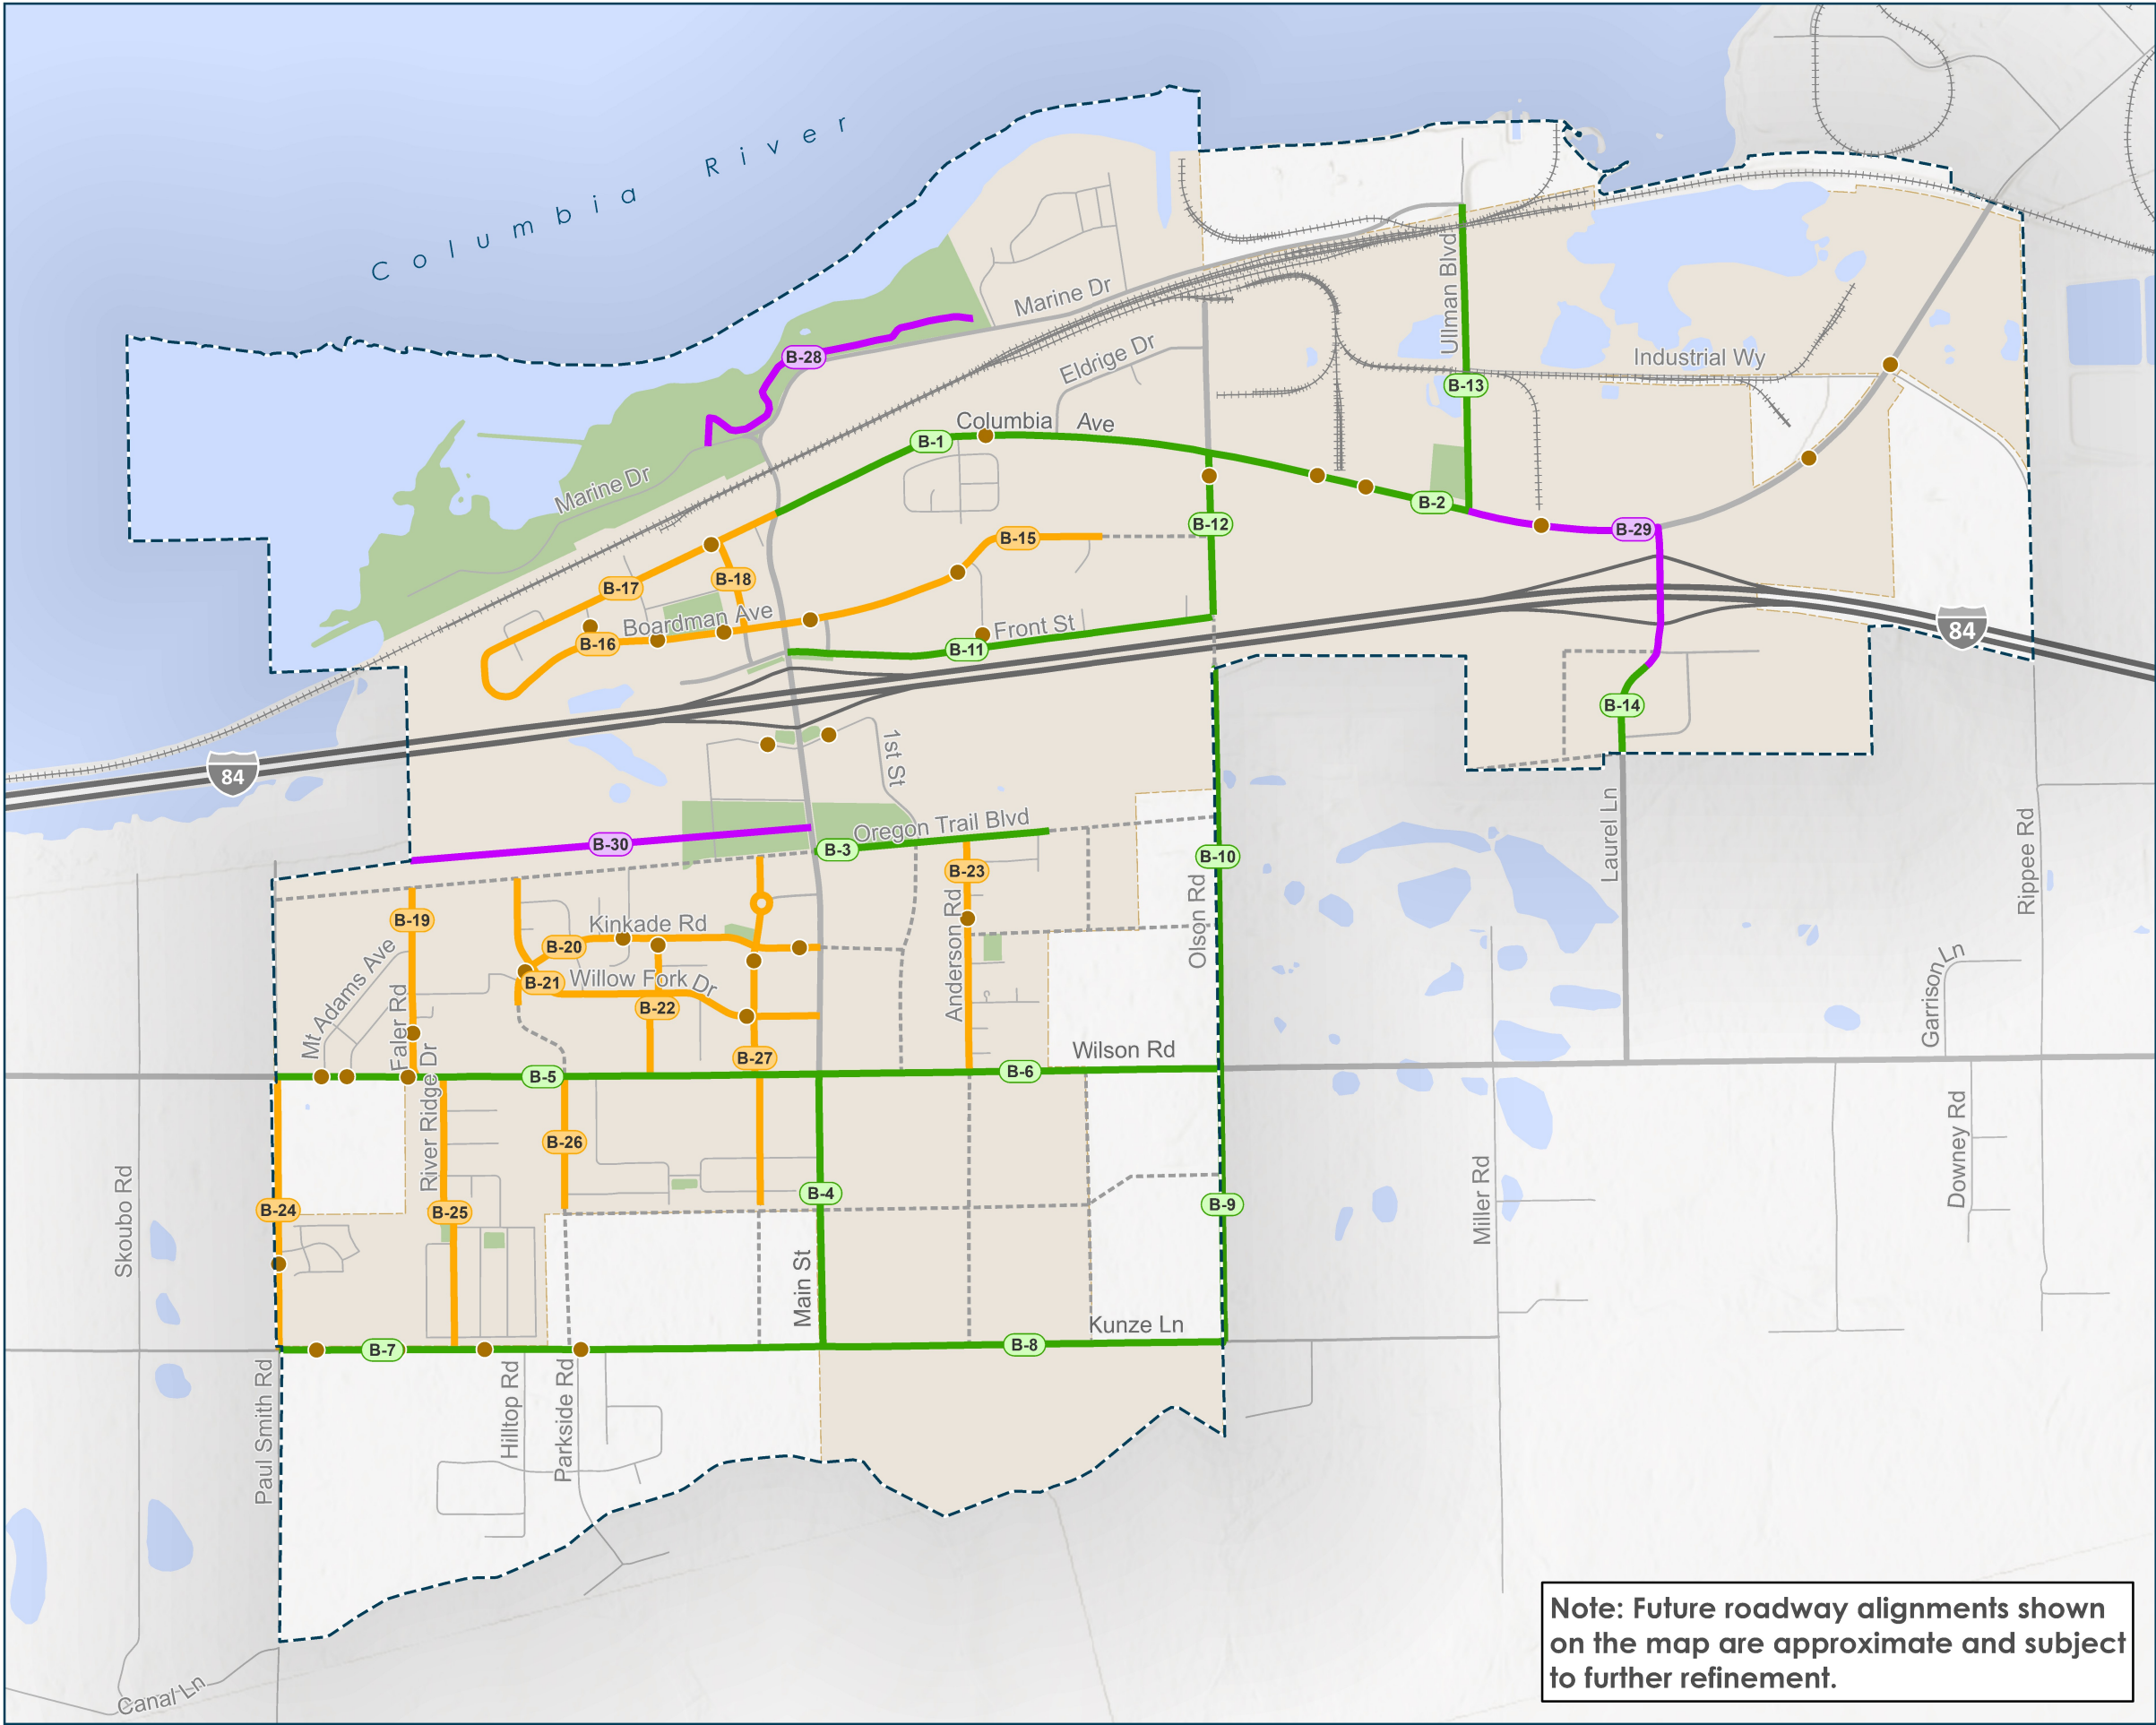 Columbia River
Marine Dr
Ullman Blvd
Eldrige Dr
B-28
Industrial Wy
B-13
Columbia Ave
B-1
Marine Dr
B-2
B-12
B-29
B-15
B-18
B-17
Boardman Ave
Front St
84
B-16
B-11
B-14
1st St
84
Oregon Trail Blvd
B-30
B-3
Laurel Ln
Rippee Rd
B-10
B-23
B-19
Kinkade Rd
Olson Rd
B-20
Anderson Rd
Mt Adams Ave
B-21
Willow Fork Dr
Garrison Ln
Faler Rd
B-22
Wilson Rd
B-27
B-5
B-6
River Ridge Dr
B-26
Downey Rd
Skoubo Rd
B-4
Miller Rd
B-9
B-24
B-25
Main St
Kunze Ln
B-7
B-8
Paul Smith Rd
Hilltop Rd
Parkside Rd
Note: Future roadway alignments shown
on the map are approximate and subject
to further refinement.
Canal Ln